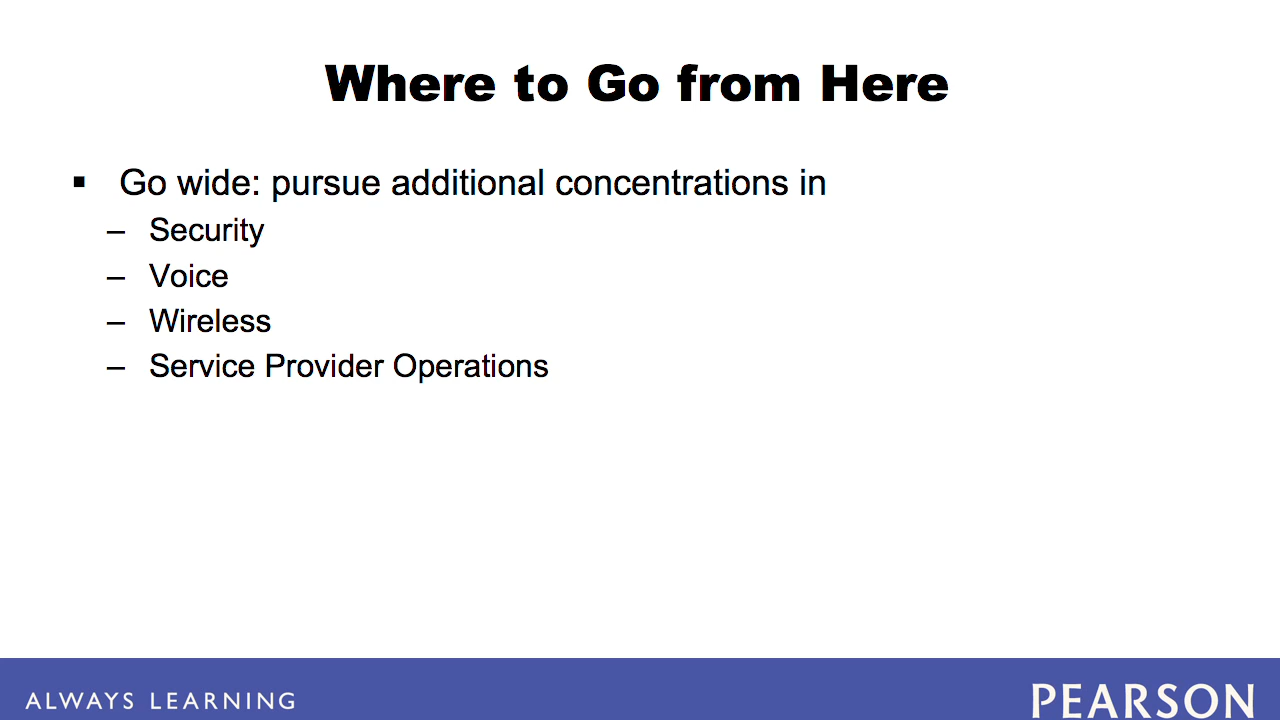 Where to Go from Here
▪ Go wide: pursue additional concentrations in
– Security
– Voice
– Wireless
– Service Provider Operations
ALWAYS LEARNING
PEARSON